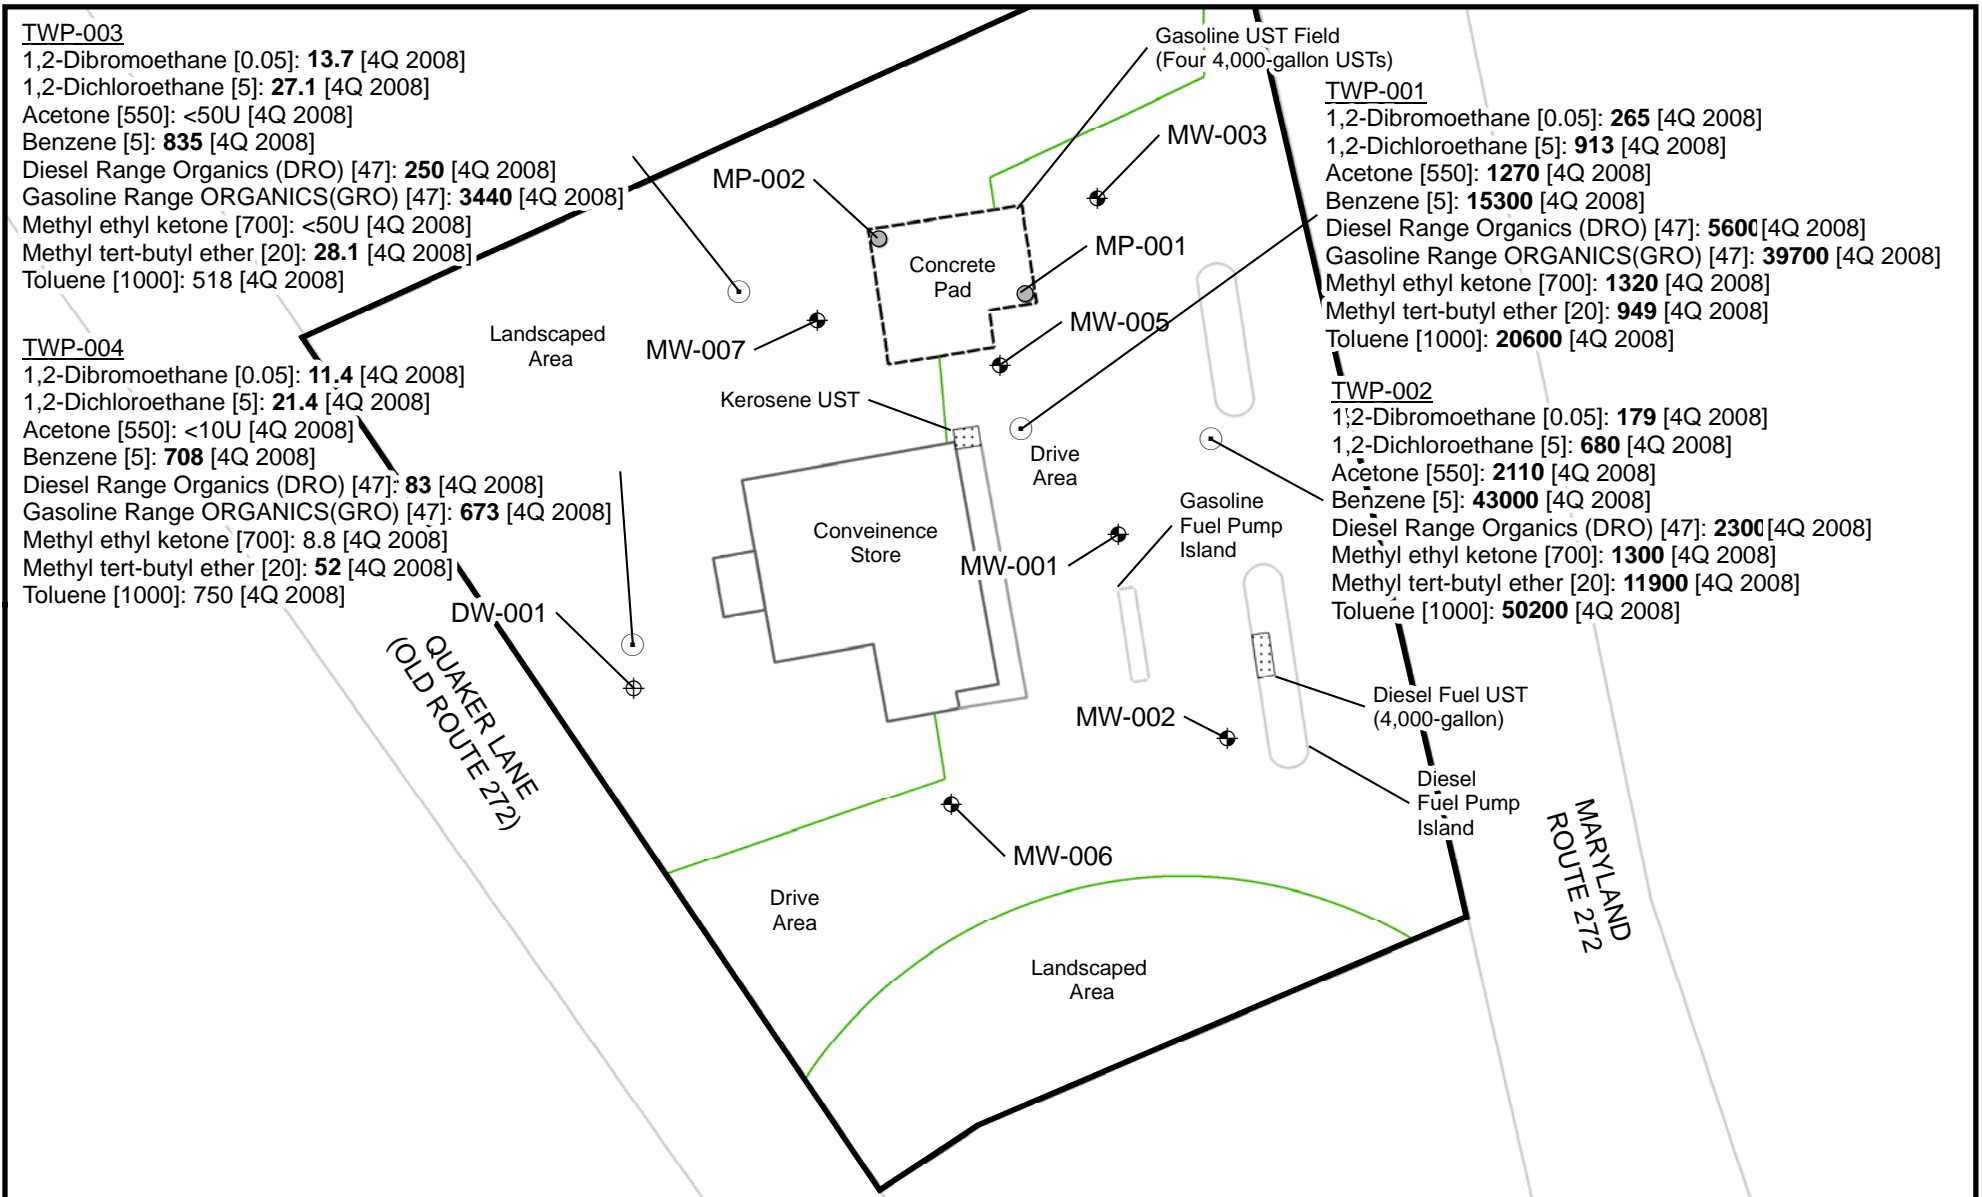 TWP-003
1,2-Dibromoethane [0.05]: 13.7 [4Q 2008]
1,2-Dichloroethane [5]: 27.1 [4Q 2008]
Acetone [550]: <50U [4Q 2008]
Benzene [5]: 835 [4Q 2008]
Diesel Range Organics (DRO) [47]: 250 [4Q 2008]
Gasoline Range ORGANICS(GRO) [47]: 3440 [4Q 2008]
Methyl ethyl ketone [700]: <50U [4Q 2008]
Methyl tert-butyl ether [20]: 28.1 [4Q 2008]
Toluene [1000]: 518 [4Q 2008]
TWP-004
1,2-Dibromoethane [0.05]: 11.4 [4Q 2008]
1,2-Dichloroethane [5]: 21.4 [4Q 2008]
Acetone [550]: <10U [4Q 2008]
Benzene [5]: 708 [4Q 2008]
Diesel Range Organics (DRO) [47]: 83 [4Q 2008]
Gasoline Range ORGANICS(GRO) [47]: 673 [4Q 2008]
Methyl ethyl ketone [700]: 8.8 [4Q 2008]
Methyl tert-butyl ether [20]: 52 [4Q 2008]
Toluene [1000]: 750 [4Q 2008]
Gasoline UST Field
(Four 4,000-gallon USTs)
TWP-001
1,2-Dibromoethane [0.05]: 265 [4Q 2008]
1,2-Dichloroethane [5]: 913 [4Q 2008]
Acetone [550]: 1270 [4Q 2008]
Benzene [5]: 15300 [4Q 2008]
Diesel Range Organics (DRO) [47]: 5600 [4Q 2008]
Gasoline Range ORGANICS(GRO) [47]: 39700 [4Q 2008]
Methyl ethyl ketone [700]: 1320 [4Q 2008]
Methyl tert-butyl ether [20]: 949 [4Q 2008]
Toluene [1000]: 20600 [4Q 2008]
TWP-002
1,2-Dibromoethane [0.05]: 179 [4Q 2008]
1,2-Dichloroethane [5]: 680 [4Q 2008]
Acetone [550]: 2110 [4Q 2008]
Benzene [5]: 43000 [4Q 2008]
Diesel Range Organics (DRO) [47]: 2300 [4Q 2008]
Methyl ethyl ketone [700]: 1300 [4Q 2008]
Methyl tert-butyl ether [20]: 11900 [4Q 2008]
Toluene [1000]: 50200 [4Q 2008]
MW-003
MP-002
MP-001
Concrete
Pad
MW-005
MW-007
Landscaped
Area
Kerosene UST
Drive
Area
Gasoline
Fuel Pump
Island
Conveinence
Store
MW-001
DW-001
QUAKER LANE
(OLD ROUTE 272)
MW-002
Diesel Fuel UST
(4,000-gallon)
Diesel
Fuel Pump
Island
MARYLAND
ROUTE 272
MW-006
Drive
Area
Landscaped
Area